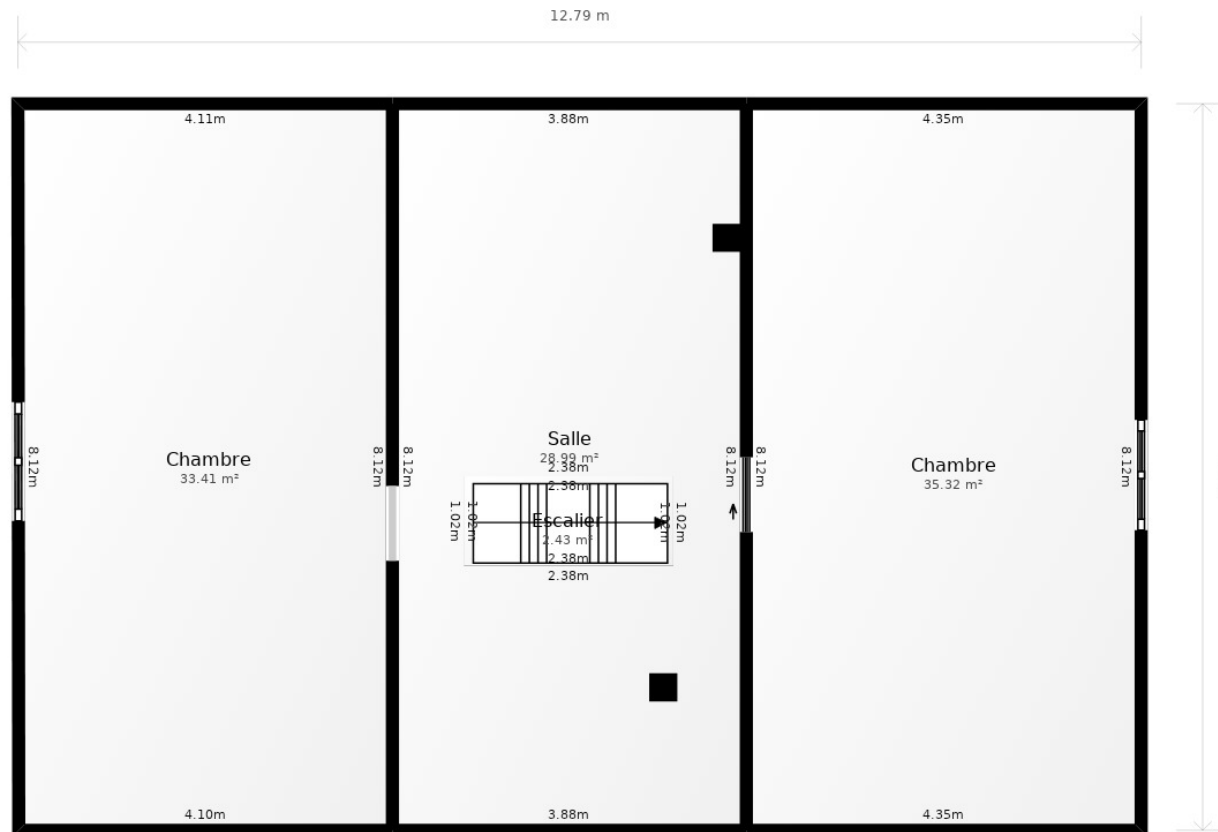 12.79 m
4.11m
3.88m
4.35m
Chambre
33.41 m²
8.12m
8.12m
8.12m
Salle
28.99 m²
2.38m
2.38m
8.12m
8.12m
Chambre
35.32 m²
8.12m
1.02m
1.02m
Escalier
2.43 m²
1.02m
1.02m
2.38m
2.38m
4.10m
3.88m
4.35m